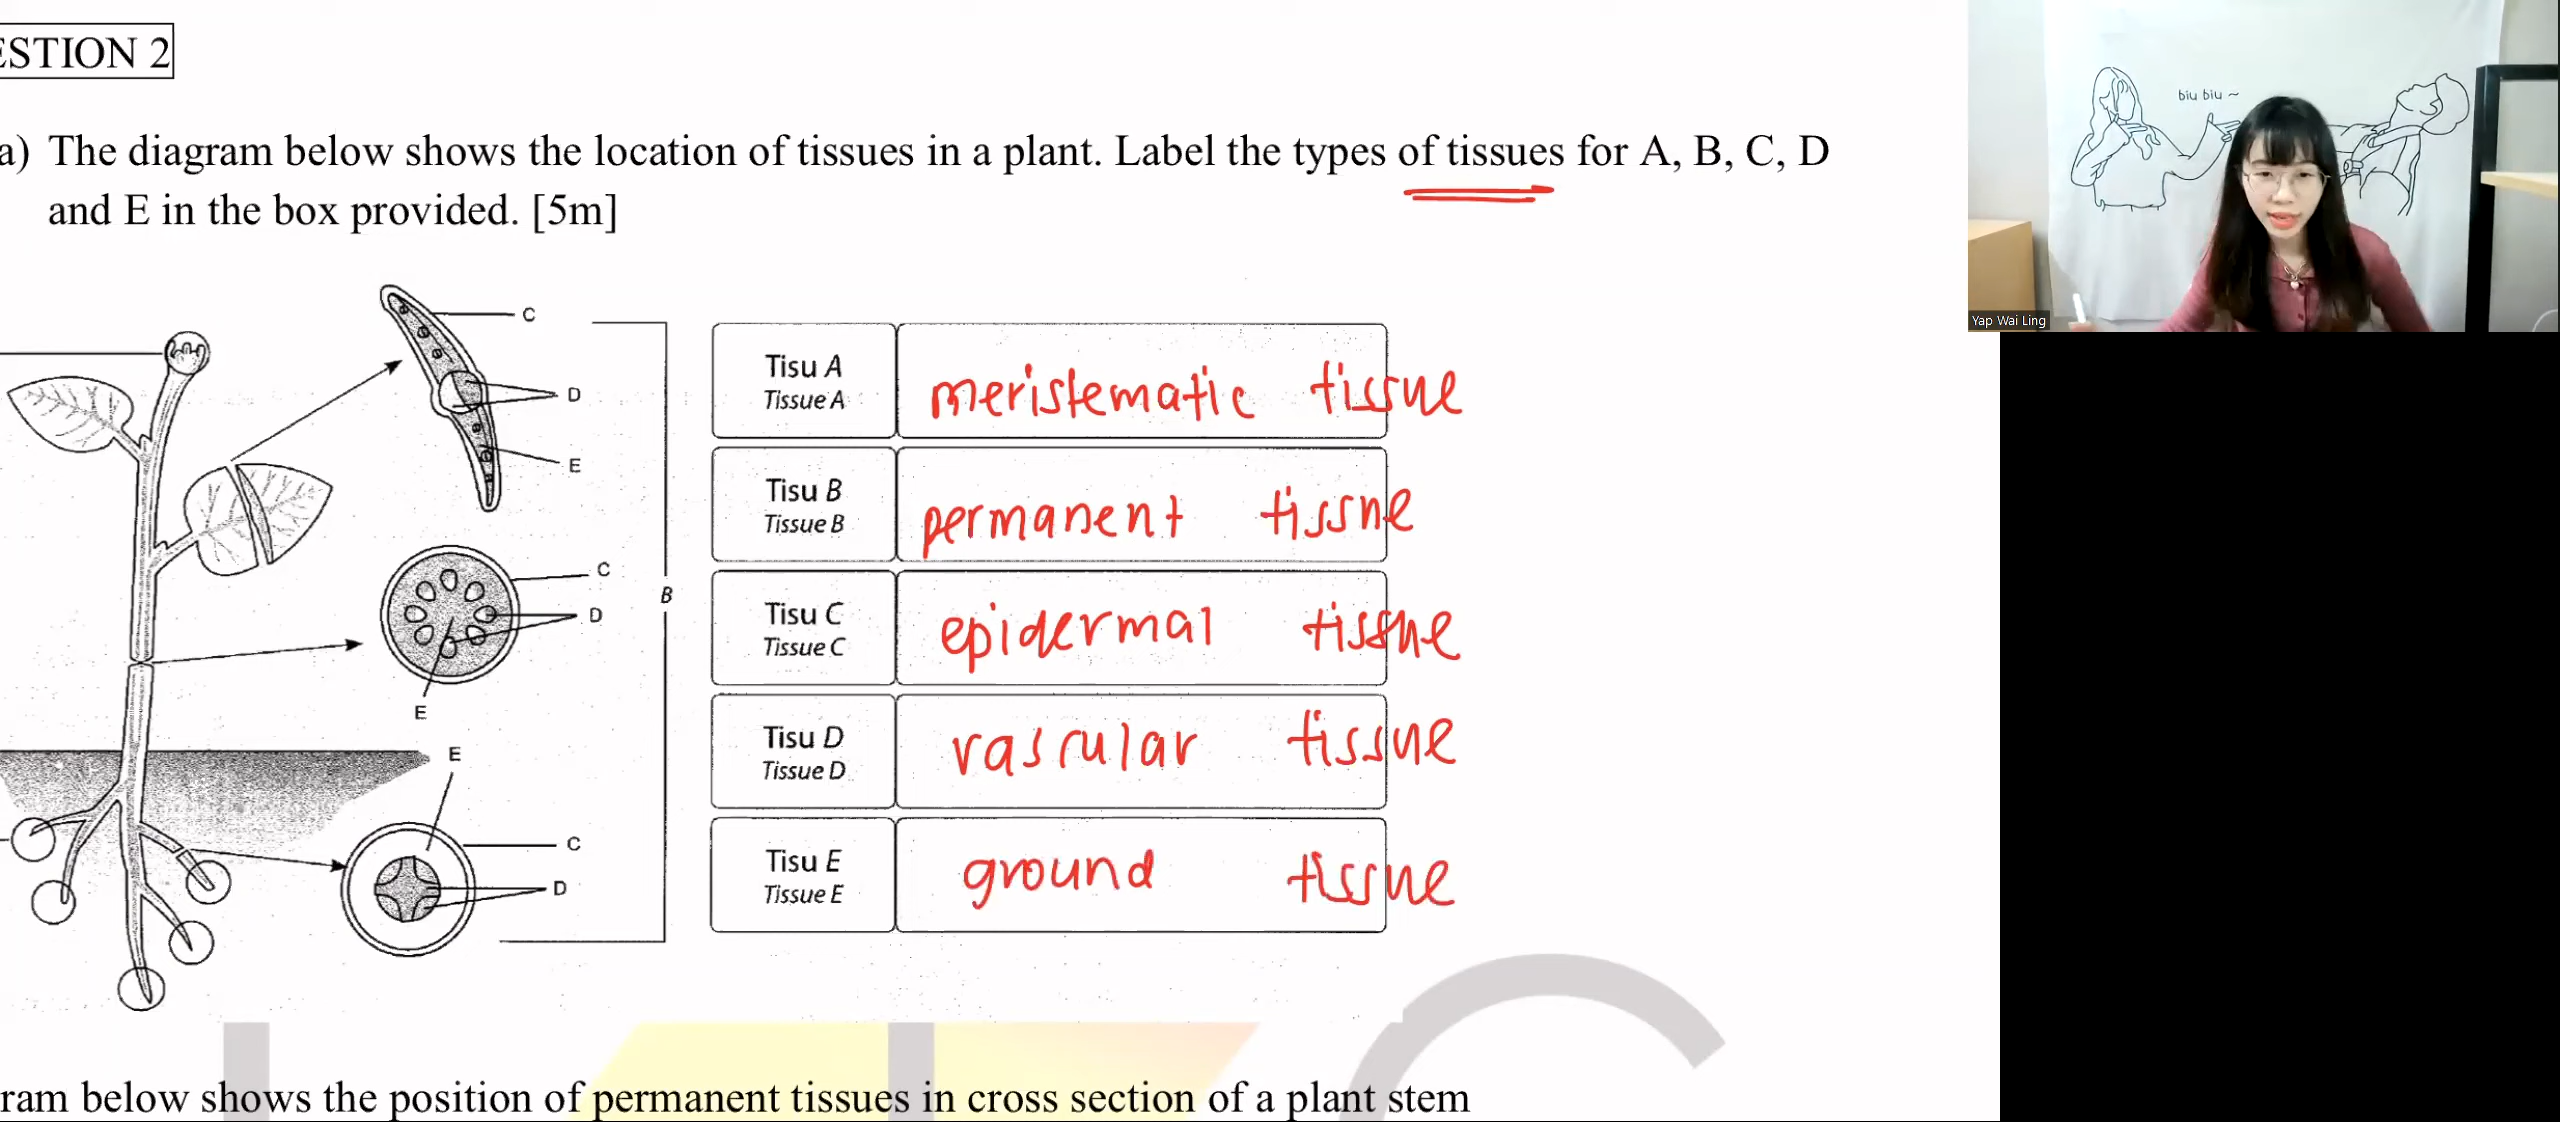 ESTION 2
a) The diagram below shows the location of tissues in a plant. Label the types of tissues for A, B, C, D
and E in the box provided. [5m]
biu biu ~
Yap Wai Ling
C
D
E
C
D
E
B
E
C
D
Tisu A
Tissue A
meristematic tissue
Tisu B
Tissue B
permanent tissue
Tisu C
Tissue C
epidermal tissue
Tisu D
Tissue D
vascular tissue
Tisu E
Tissue E
ground tissue
ram below shows the position of permanent tissues in cross section of a plant stem